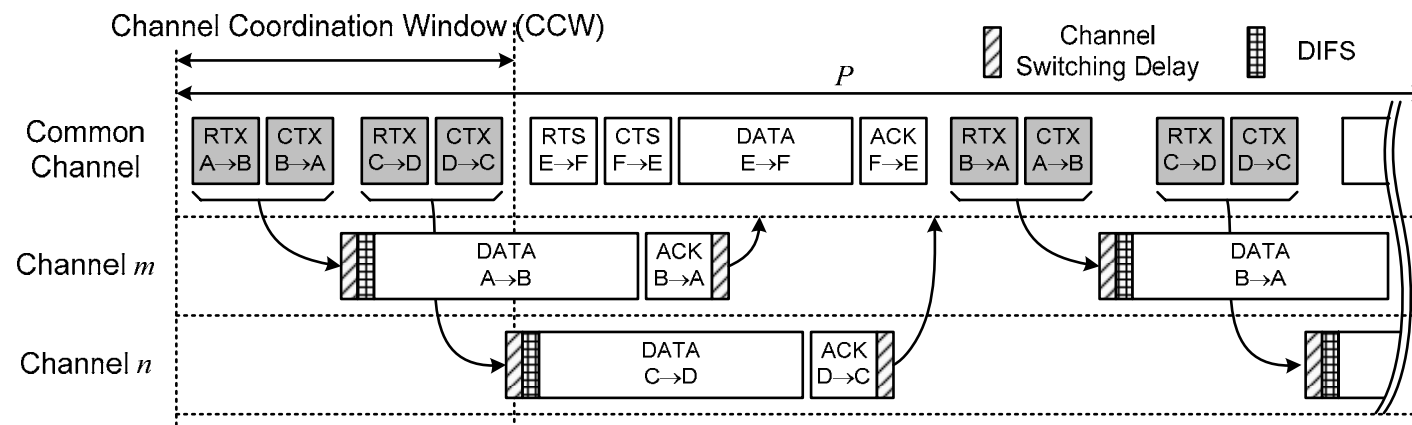 Channel Coordination Window (CCW)
Channel
Switching Delay
DIFS
P
Common
Channel
RTX
A→B
CTX
B→A
RTX
C→D
CTX
D→C
RTS
E→F
CTS
F→E
DATA
E→F
ACK
F→E
RTX
B→A
CTX
A→B
RTX
C→D
CTX
D→C
Channel m
DATA
A→B
ACK
B→A
DATA
B→A
Channel n
DATA
C→D
ACK
D→C